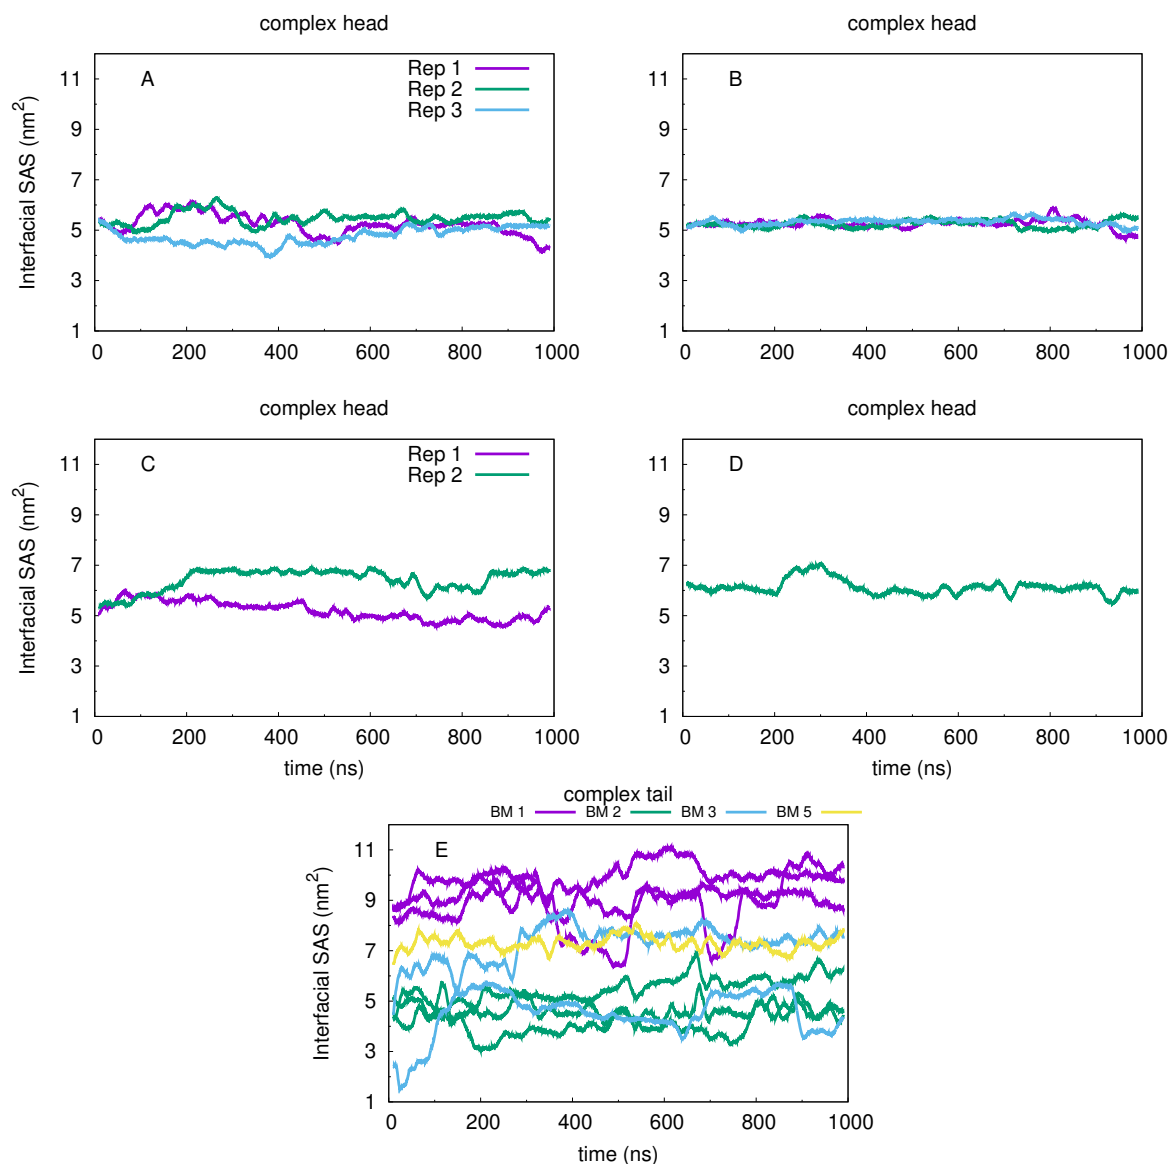 complex head
complex head
A
Rep 1
Rep 2
Rep 3
B
Interfacial SAS (nm²)
11
9
7
5
3
1
0 200 400 600 800 1000
11
9
7
5
3
1
0 200 400 600 800 1000
complex head
complex head
C
Rep 1
Rep 2
D
Interfacial SAS (nm²)
11
9
7
5
3
1
0 200 400 600 800 1000
time (ns)
11
9
7
5
3
1
0 200 400 600 800 1000
time (ns)
complex tail
BM 1 BM 2 BM 3 BM 5
E
Interfacial SAS (nm²)
11
9
7
5
3
1
0 200 400 600 800 1000
time (ns)